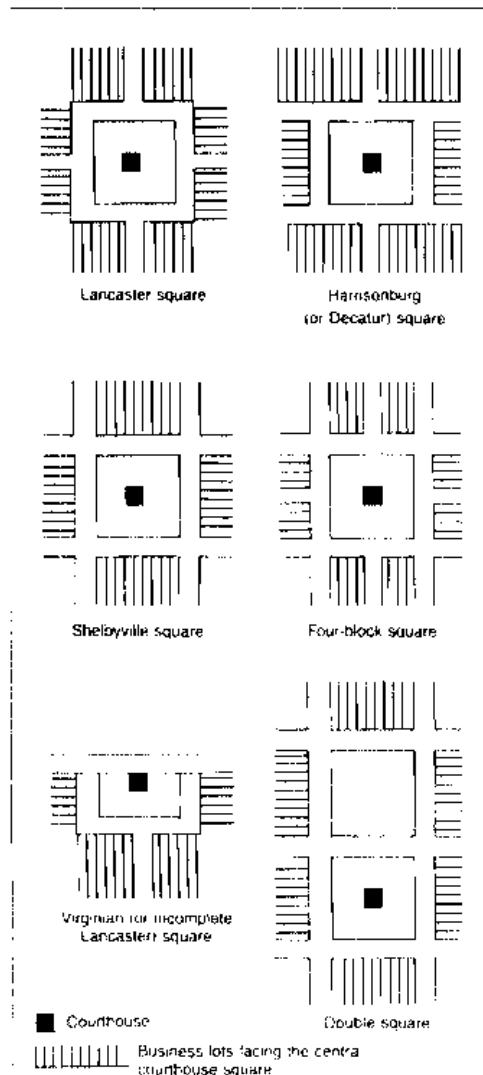 Lancaster square
Harrisonburg
(or Decatur) square
Shelbyville square
Four-block square
Virginian (or incomplete
Lancaster) square
Double square
Courthouse
Business lots facing the central
courthouse square